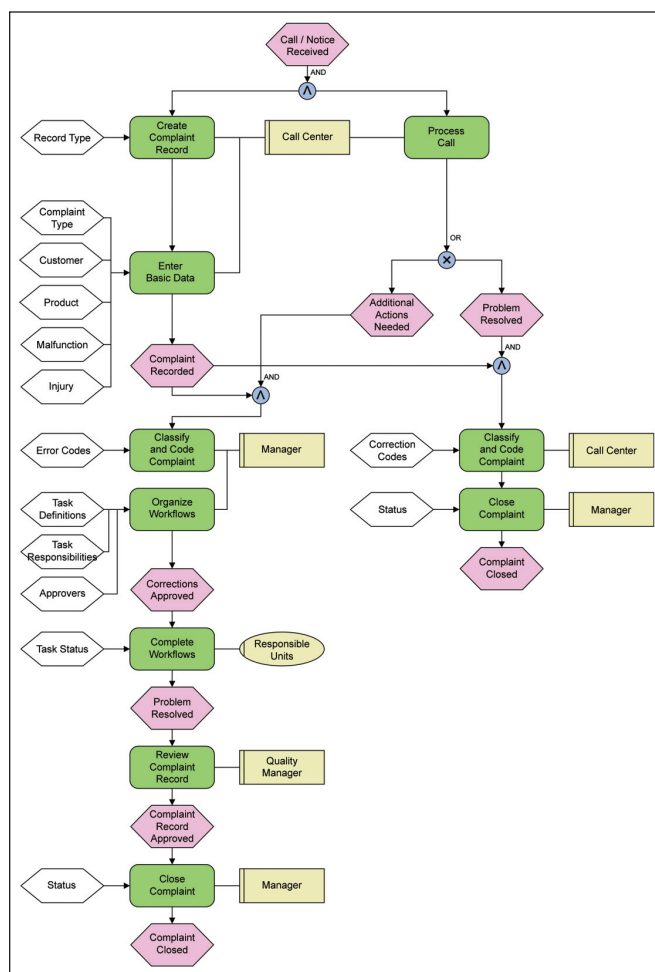 Call / Notice
Received
AND
Λ
Record Type
Create
Complaint
Record
Call Center
Process
Call
Complaint
Type
Customer
Product
Malfunction
Injury
Enter
Basic Data
OR
X
Additional
Actions
Needed
Problem
Resolved
Complaint
Recorded
AND
Λ
AND
Λ
Error Codes
Classify
and Code
Complaint
Manager
Correction
Codes
Classify
and Code
Complaint
Call Center
Task
Definitions
Task
Responsibilities
Approvers
Organize
Workflows
Status
Close
Complaint
Manager
Complaint
Closed
Corrections
Approved
Task Status
Complete
Workflows
Responsible
Units
Problem
Resolved
Review
Complaint
Record
Quality
Manager
Complaint
Record
Approved
Status
Close
Complaint
Manager
Complaint
Closed